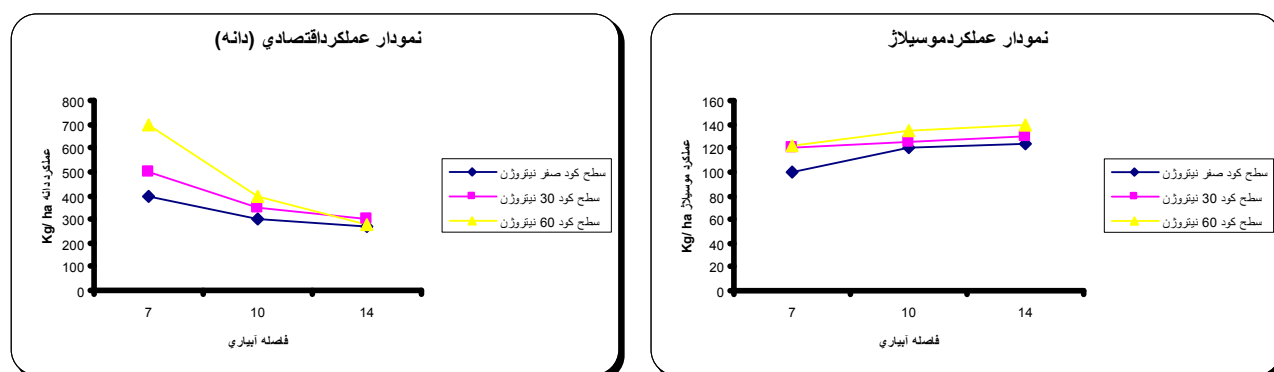 نمودار عملکرداقتصادي (دانه)
عملکرد دانه Kg/ ha
800
700
600
500
400
300
200
100
0
7 10 14
فاصله آبياري
سطح کود صفر نيتروژن
سطح کود 30 نيتروژن
سطح کود 60 نيتروژن
نمودار عملکردموسيلاژ
عملکرد موسيلاژ Kg/ ha
160
140
120
100
80
60
40
20
0
7 10 14
فاصله آبياري
سطح کود صفر نيتروژن
سطح کود 30 نيتروژن
سطح کود 60 نيتروژن